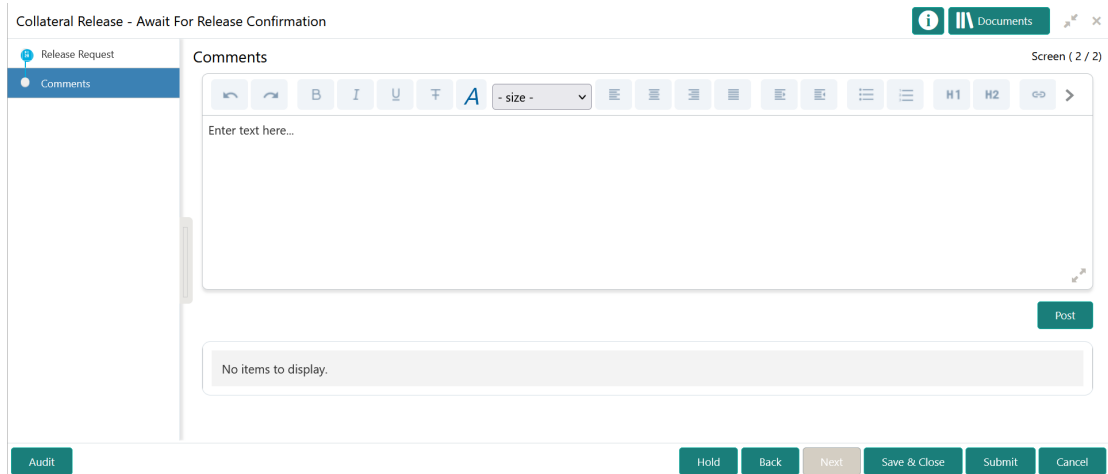 Collateral Release - Await For Release Confirmation
Documents
Release Request
Comments
Comments
Screen ( 2 / 2)
B I U T A - size - H1 H2
Enter text here...
Post
No items to display.
Audit
Hold Back Next Save & Close Submit Cancel